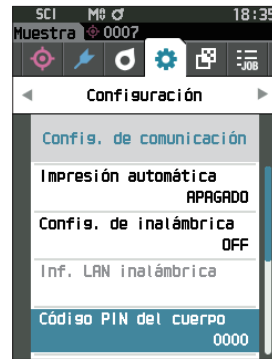 SCI M0 18:35
Muestra 0007
JOB
Configuración
Config. de comunicación
Impresión automática
APAGADO
Config. de inalámbrica
OFF
Inf. LAN inalámbrica
Código PIN del cuerpo
0000